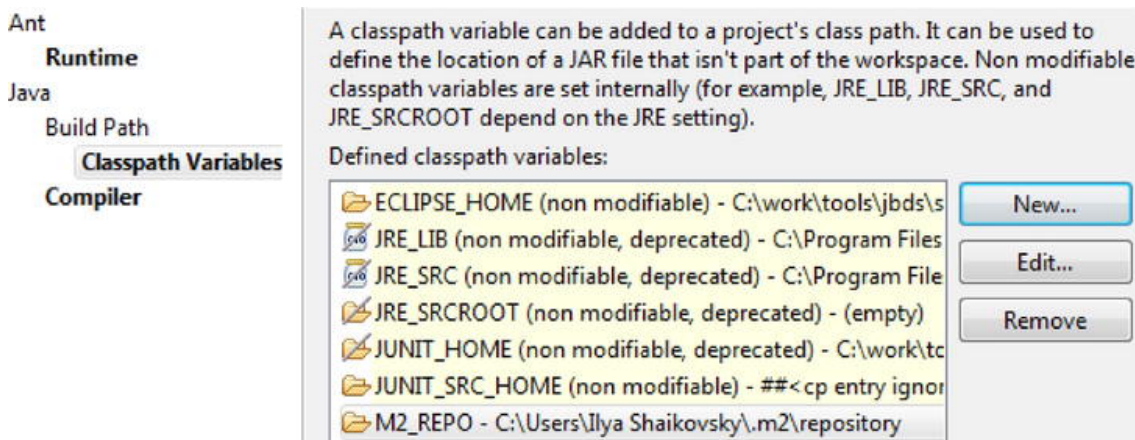 Ant
Runtime
Java
Build Path
Classpath Variables
Compiler
A classpath variable can be added to a project's class path. It can be used to
define the location of a JAR file that isn't part of the workspace. Non modifiable
classpath variables are set internally (for example, JRE_LIB, JRE_SRC, and
JRE_SRCROOT depend on the JRE setting).
Defined classpath variables:
ECLIPSE_HOME (non modifiable) - C:\work\tools\jbds\s
JRE_LIB (non modifiable, deprecated) - C:\Program Files
JRE_SRC (non modifiable, deprecated) - C:\Program File
JRE_SRCROOT (non modifiable, deprecated) - (empty)
JUNIT_HOME (non modifiable, deprecated) - C:\work\tc
JUNIT_SRC_HOME (non modifiable) - ##<cp entry ignor
M2_REPO - C:\Users\Ilya Shaikovsky\.m2\repository
New...
Edit...
Remove